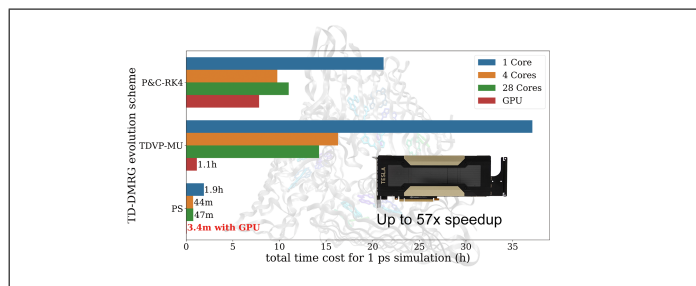 TD-DMRG evolution scheme
P&C-RK4
TDVP-MU
PS
1 Core
4 Cores
28 Cores
GPU
1.1h
1.9h
44m
47m
3.4m with GPU
TESLA
Up to 57x speedup
0 5 10 15 20 25 30 35
total time cost for 1 ps simulation (h)